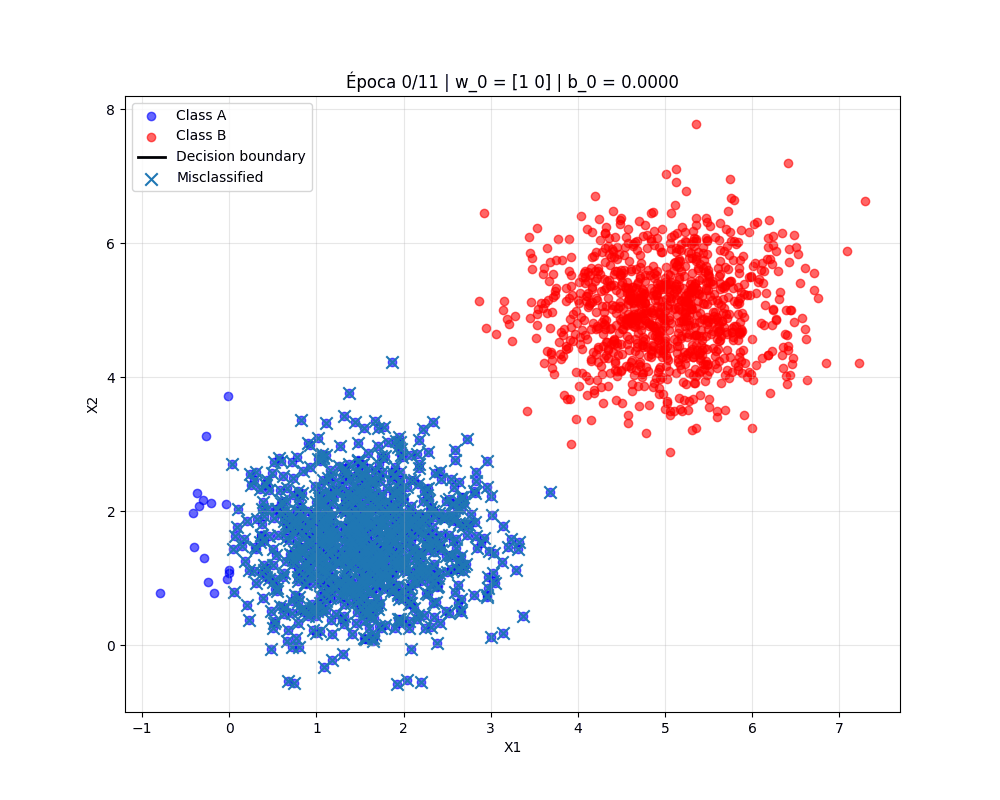 Época 0/11 | w_0 = [1 0] | b_0 = 0.0000
Class A
Class B
Decision boundary
Misclassified
8
6
4
2
0
X2
−1 0 1 2 3 4 5 6 7
X1